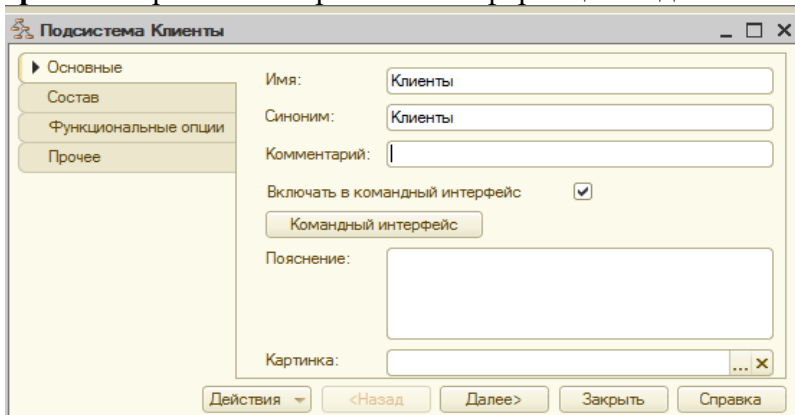 Подсистема Клиенты
Основные
Состав
Функциональные опции
Прочее
Имя: Клиенты
Синоним: Клиенты
Комментарий:
Включать в командный интерфейс
Командный интерфейс
Пояснение:
Картинка: ...
Действия <Назад Далее> Закрыть Справка